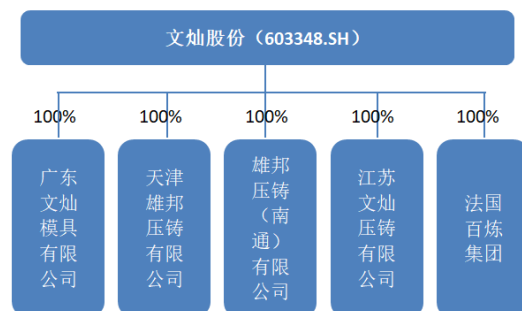 文灿股份（603348.SH）
100%
100%
100%
100%
100%
广东
文灿
模具
有限
公司
天津
雄邦
压铸
有限
公司
雄邦
压铸
（南
通）
有限
公司
江苏
文灿
压铸
有限
公司
法国
百炼
集团